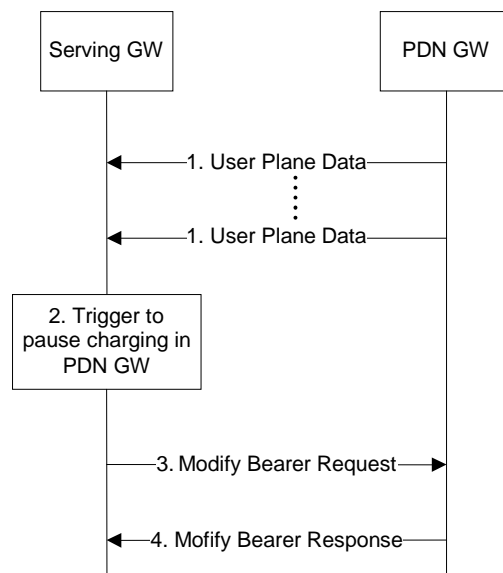 Serving GW
PDN GW
1. User Plane Data
1. User Plane Data
2. Trigger to
pause charging in
PDN GW
3. Modify Bearer Request
4. Mofify Bearer Response